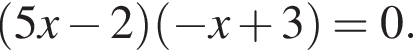 (5x − 2)(−x + 3) = 0.